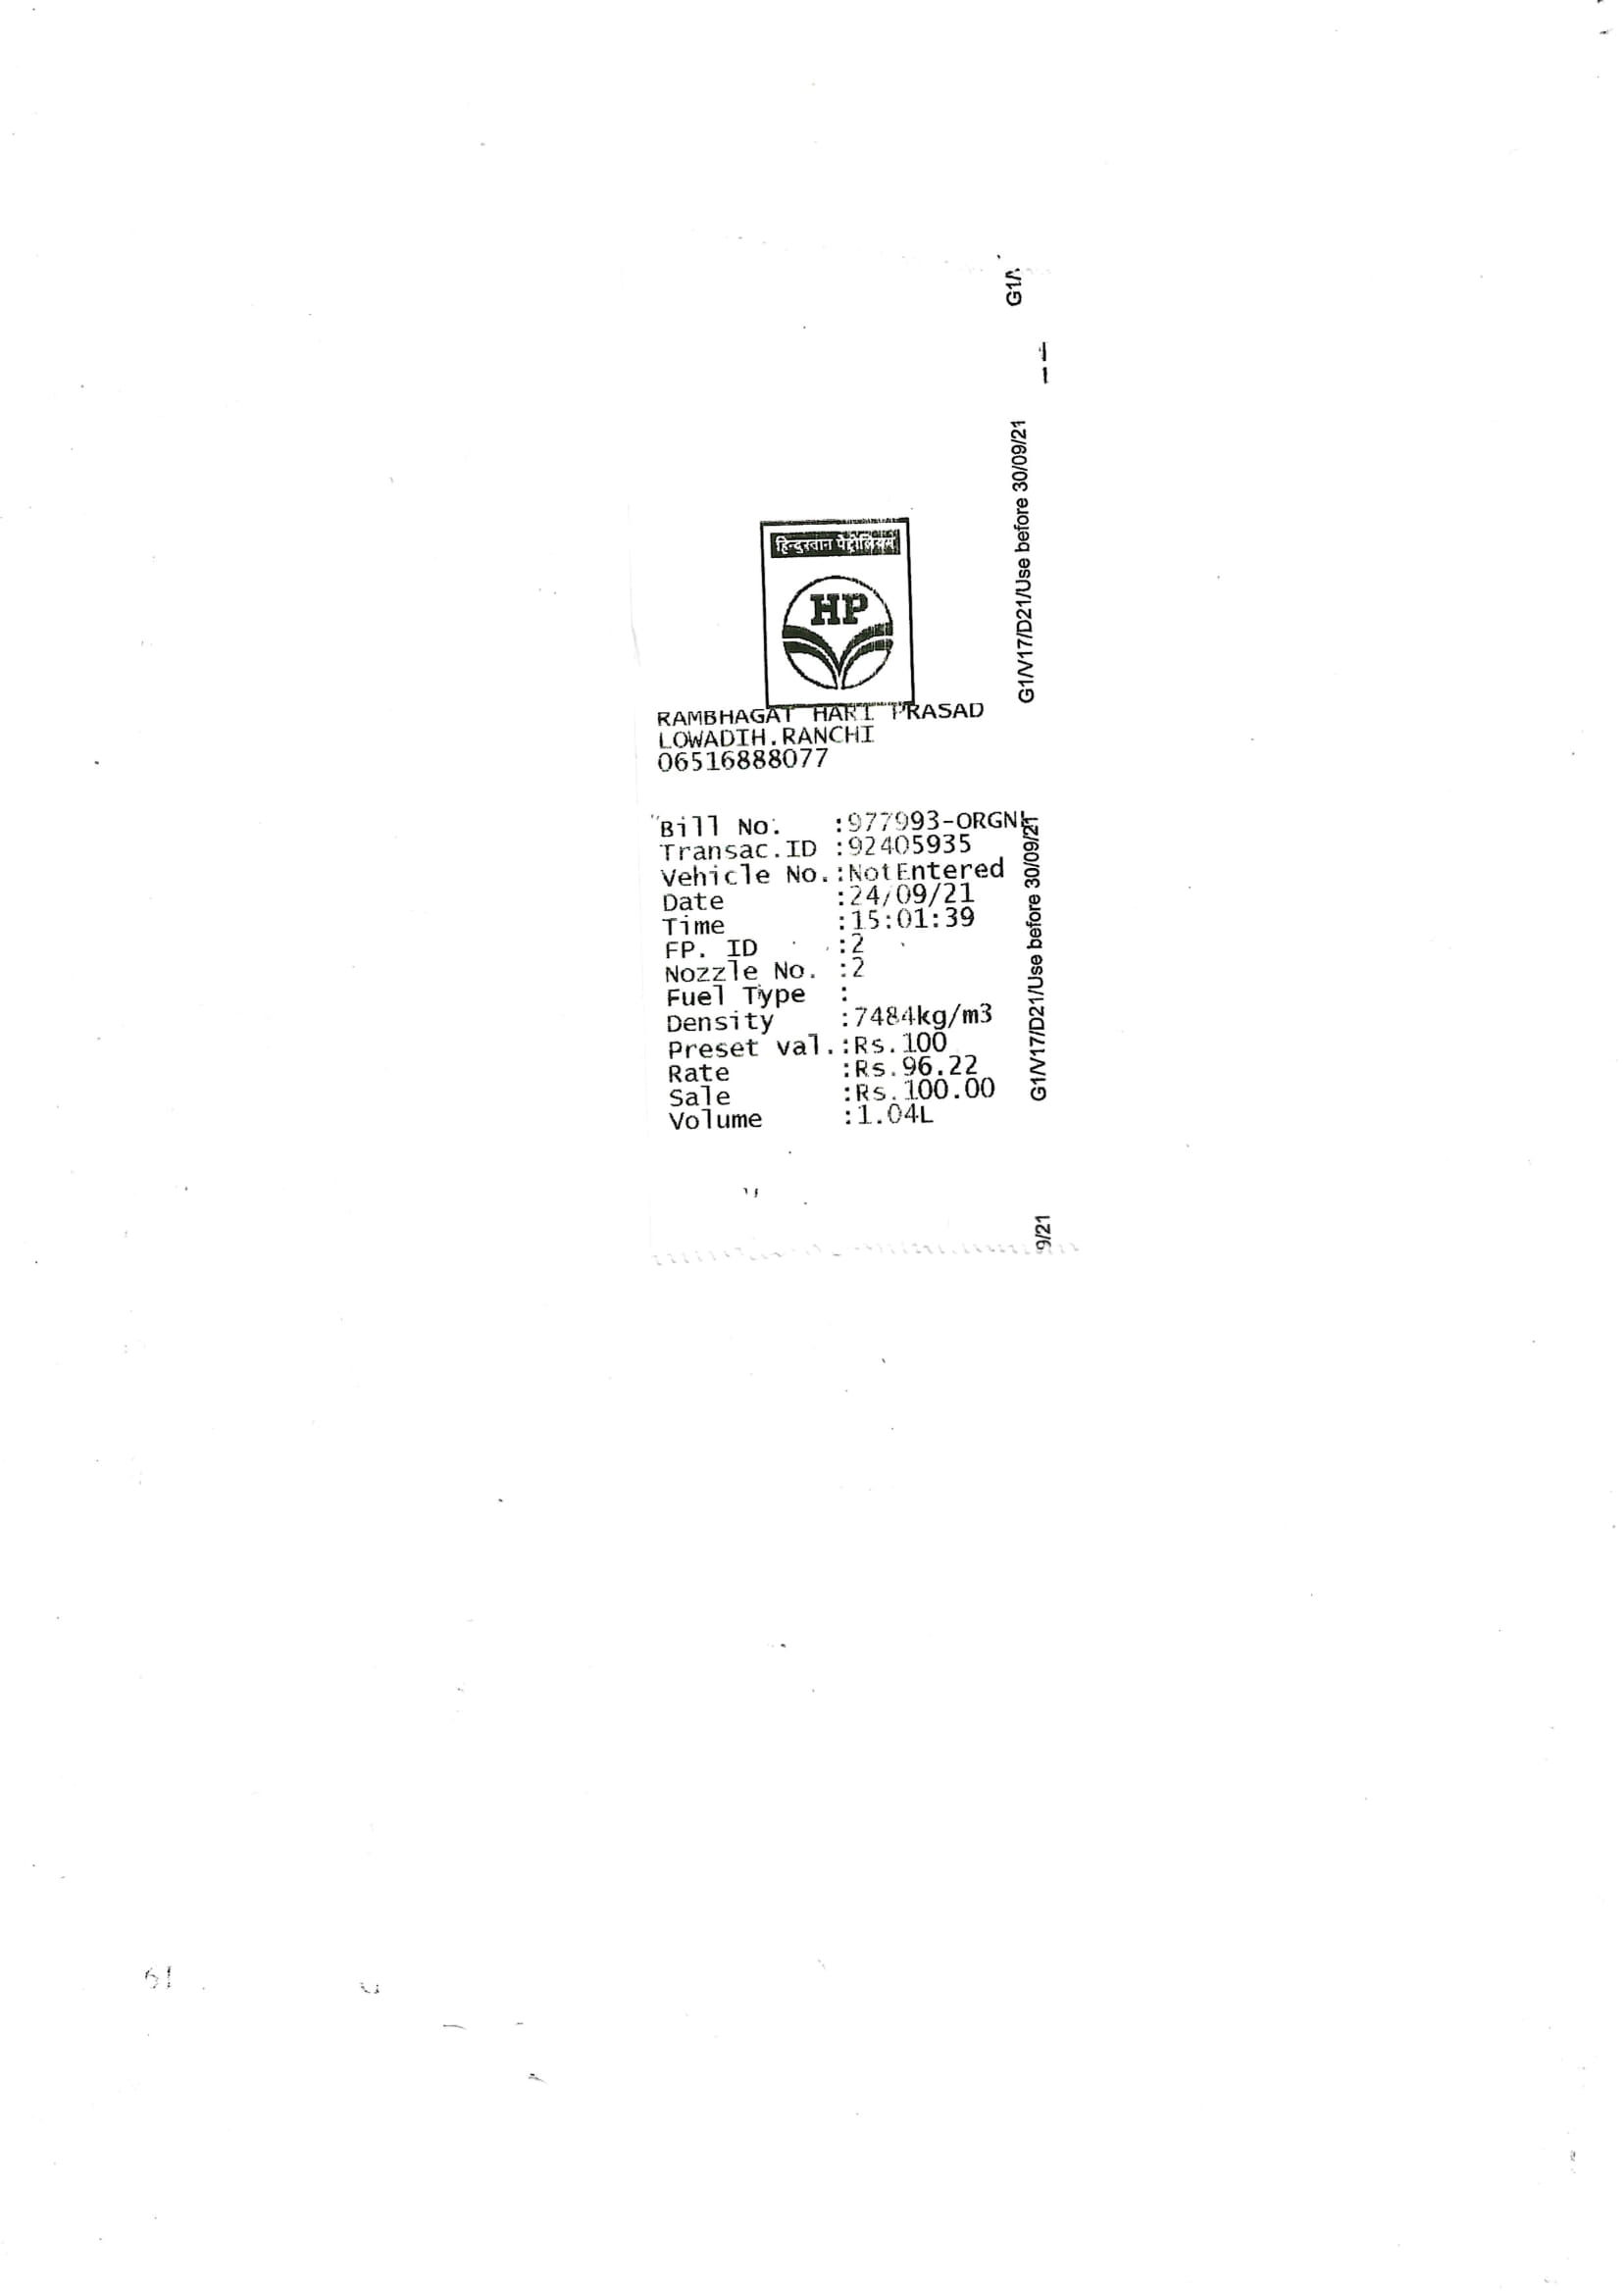 हिन्दुस्तान पेट्रोलियम
HP
RAMBHAGAT HARI PRASAD
LOWADIH.RANCHI
06516888077
Bill No. :977993-ORGNL
Transac.ID :92405935
Vehicle No.:NotEntered
Date :24/09/21
Time :15:01:39
FP. ID :2
Nozzle No. :2
Fuel Type :
Density :7484kg/m3
Preset val.:Rs.100
Rate :Rs.96.22
Sale :Rs.100.00
Volume :1.04L
G1/V
G1/V17/D21/Use before 30/09/21
G1/V17/D21/Use before 30/09/21
9/21